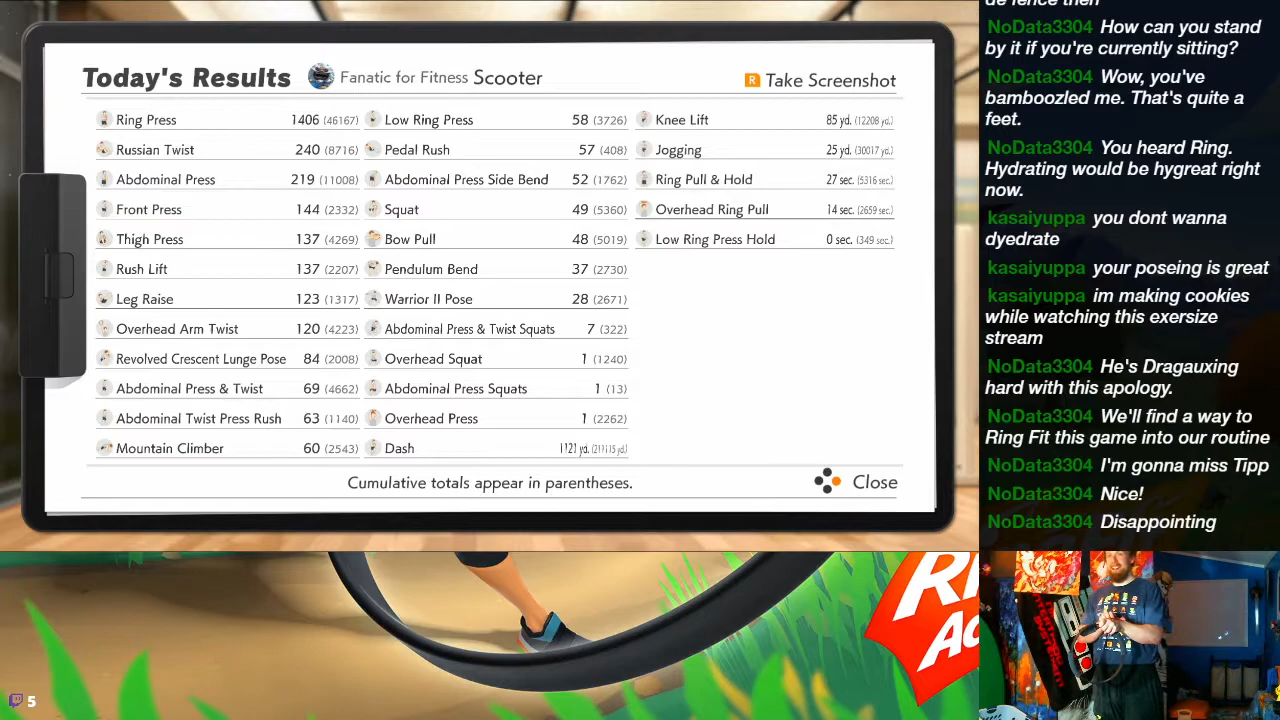 Today's Results Fanatic for Fitness Scooter R Take Screenshot
Ring Press 1406 (46167)
Russian Twist 240 (8716)
Abdominal Press 219 (11008)
Front Press 144 (2332)
Thigh Press 137 (4269)
Rush Lift 137 (2207)
Leg Raise 123 (1317)
Overhead Arm Twist 120 (4223)
Revolved Crescent Lunge Pose 84 (2008)
Abdominal Press & Twist 69 (4662)
Abdominal Twist Press Rush 63 (1140)
Mountain Climber 60 (2543)
Low Ring Press 58 (3726)
Pedal Rush 57 (408)
Abdominal Press Side Bend 52 (1762)
Squat 49 (5360)
Bow Pull 48 (5019)
Pendulum Bend 37 (2730)
Warrior II Pose 28 (2671)
Abdominal Press & Twist Squats 7 (322)
Overhead Squat 1 (1240)
Abdominal Press Squats 1 (13)
Overhead Press 1 (2262)
Dash 1121 yd.
Knee Lift 85 yd. (12208 yd.)
Jogging 25 yd. (30017 yd.)
Ring Pull & Hold 27 sec. (5316 sec.)
Overhead Ring Pull 14 sec. (2659 sec.)
Low Ring Press Hold 0 sec. (349 sec.)
Cumulative totals appear in parentheses.
Close
NoData3304 How can you stand
by it if you're currently sitting?
NoData3304 Wow, you've
bamboozled me. That's quite a
feet.
NoData3304 You heard Ring.
Hydrating would be hygreat right
now.
kasaiyuppa you dont wanna
dyedrate
kasaiyuppa your poseing is great
kasaiyuppa im making cookies
while watching this exersize
stream
NoData3304 He's Dragauxing
hard with this apology.
NoData3304 We'll find a way to
Ring Fit this game into our routine
NoData3304 I'm gonna miss Tipp
NoData3304 Nice!
NoData3304 Disappointing
5